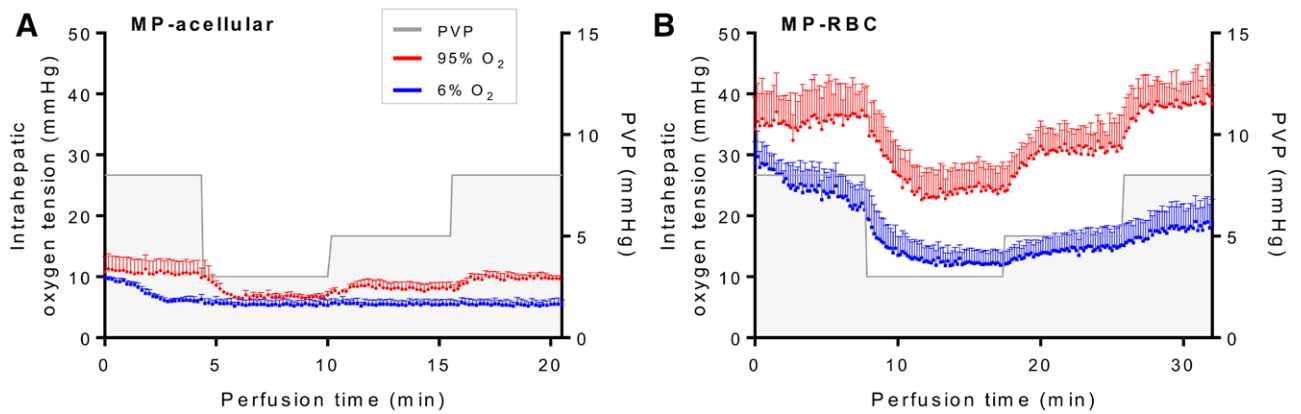 A
MP-acellular
PVP
95% O2
6% O2
Intrahepatic
oxygen tension (mmHg)
50
40
30
20
10
0
15
10
5
0
PVP (mmHg)
0
5
10
15
20
Perfusion time (min)
B
MP-RBC
Intrahepatic
oxygen tension (mmHg)
50
40
30
20
10
0
15
10
5
0
PVP (mmHg)
0
10
20
30
Perfusion time (min)